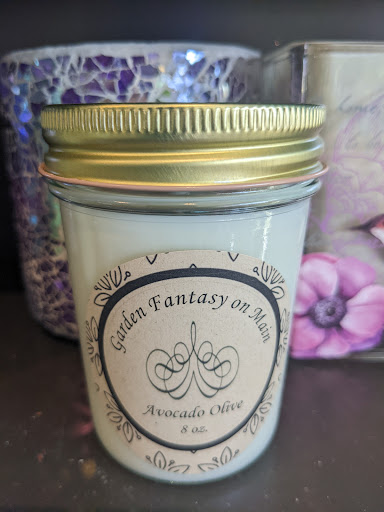 Garden Fantasy on Main
Avocado Olive
8 oz.